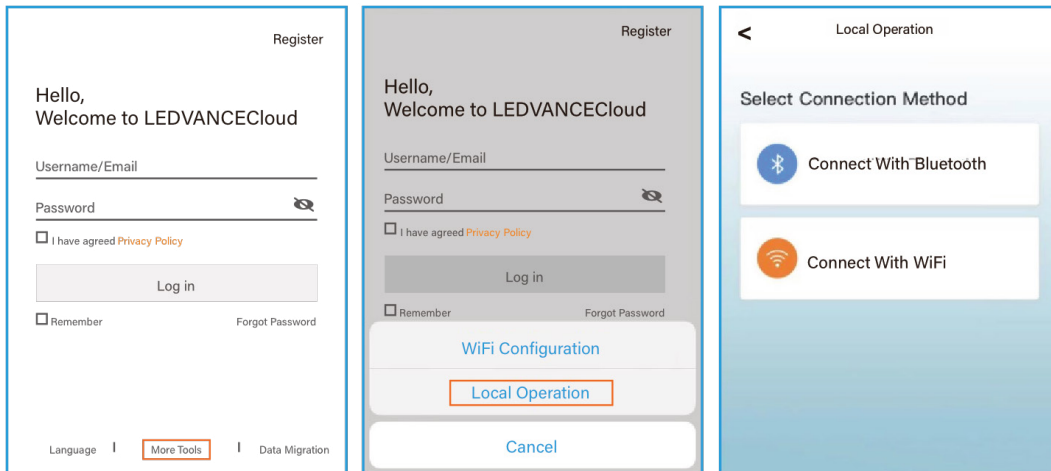 Register
Hello,
Welcome to LEDVANCECloud
Username/Email
Password
I have agreed Privacy Policy
Log in
Remember Forgot Password
Language | More Tools | Data Migration
Register
Hello,
Welcome to LEDVANCECloud
Username/Email
Password
I have agreed Privacy Policy
Log in
Remember Forgot Password
WiFi Configuration
Local Operation
Cancel
< Local Operation
Select Connection Method
Connect With Bluetooth
Connect With WiFi